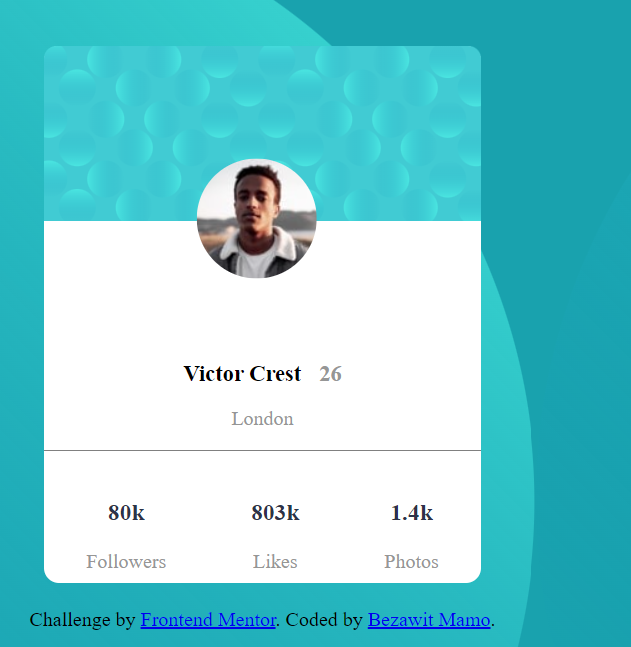 Victor Crest 26
London
80k 803k 1.4k
Followers Likes Photos
Challenge by Frontend Mentor. Coded by Bezawit Mamo.